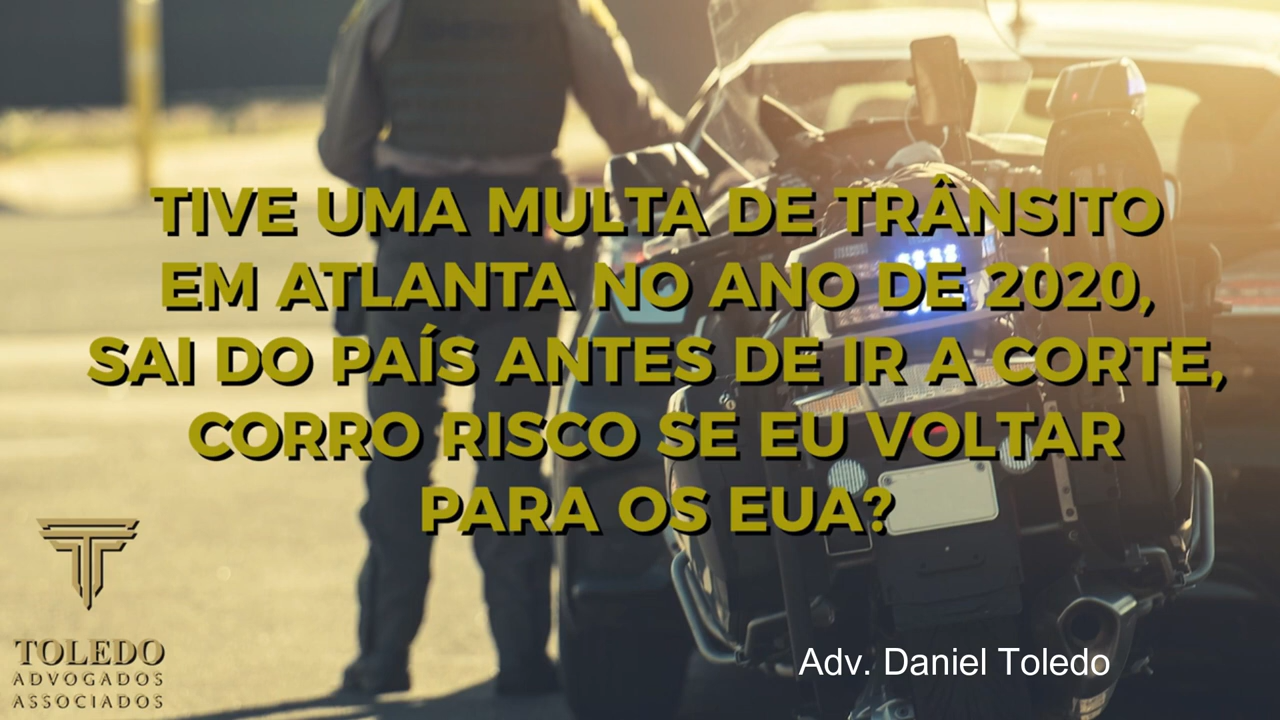 TIVE UMA MULTA DE TRÂNSITO
EM ATLANTA NO ANO DE 2020,
SAI DO PAÍS ANTES DE IR A CORTE,
CORRO RISCO SE EU VOLTAR
PARA OS EUA?
TOLEDO
ADVOGADOS
ASSOCIADOS
Adv. Daniel Toledo